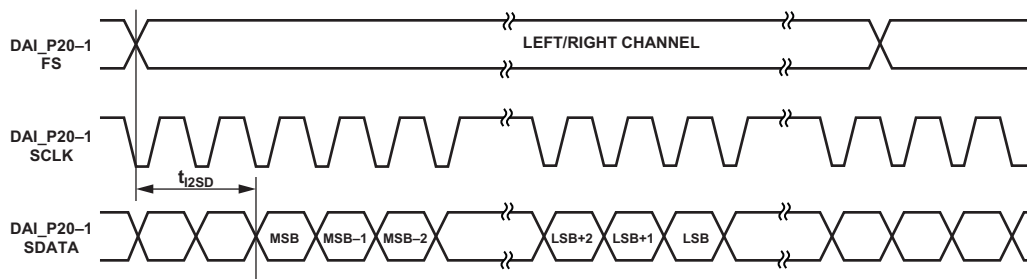 DAI_P20–1
FS
LEFT/RIGHT CHANNEL
DAI_P20–1
SCLK
tI2SD
DAI_P20–1
SDATA
MSB
MSB–1
MSB–2
LSB+2
LSB+1
LSB